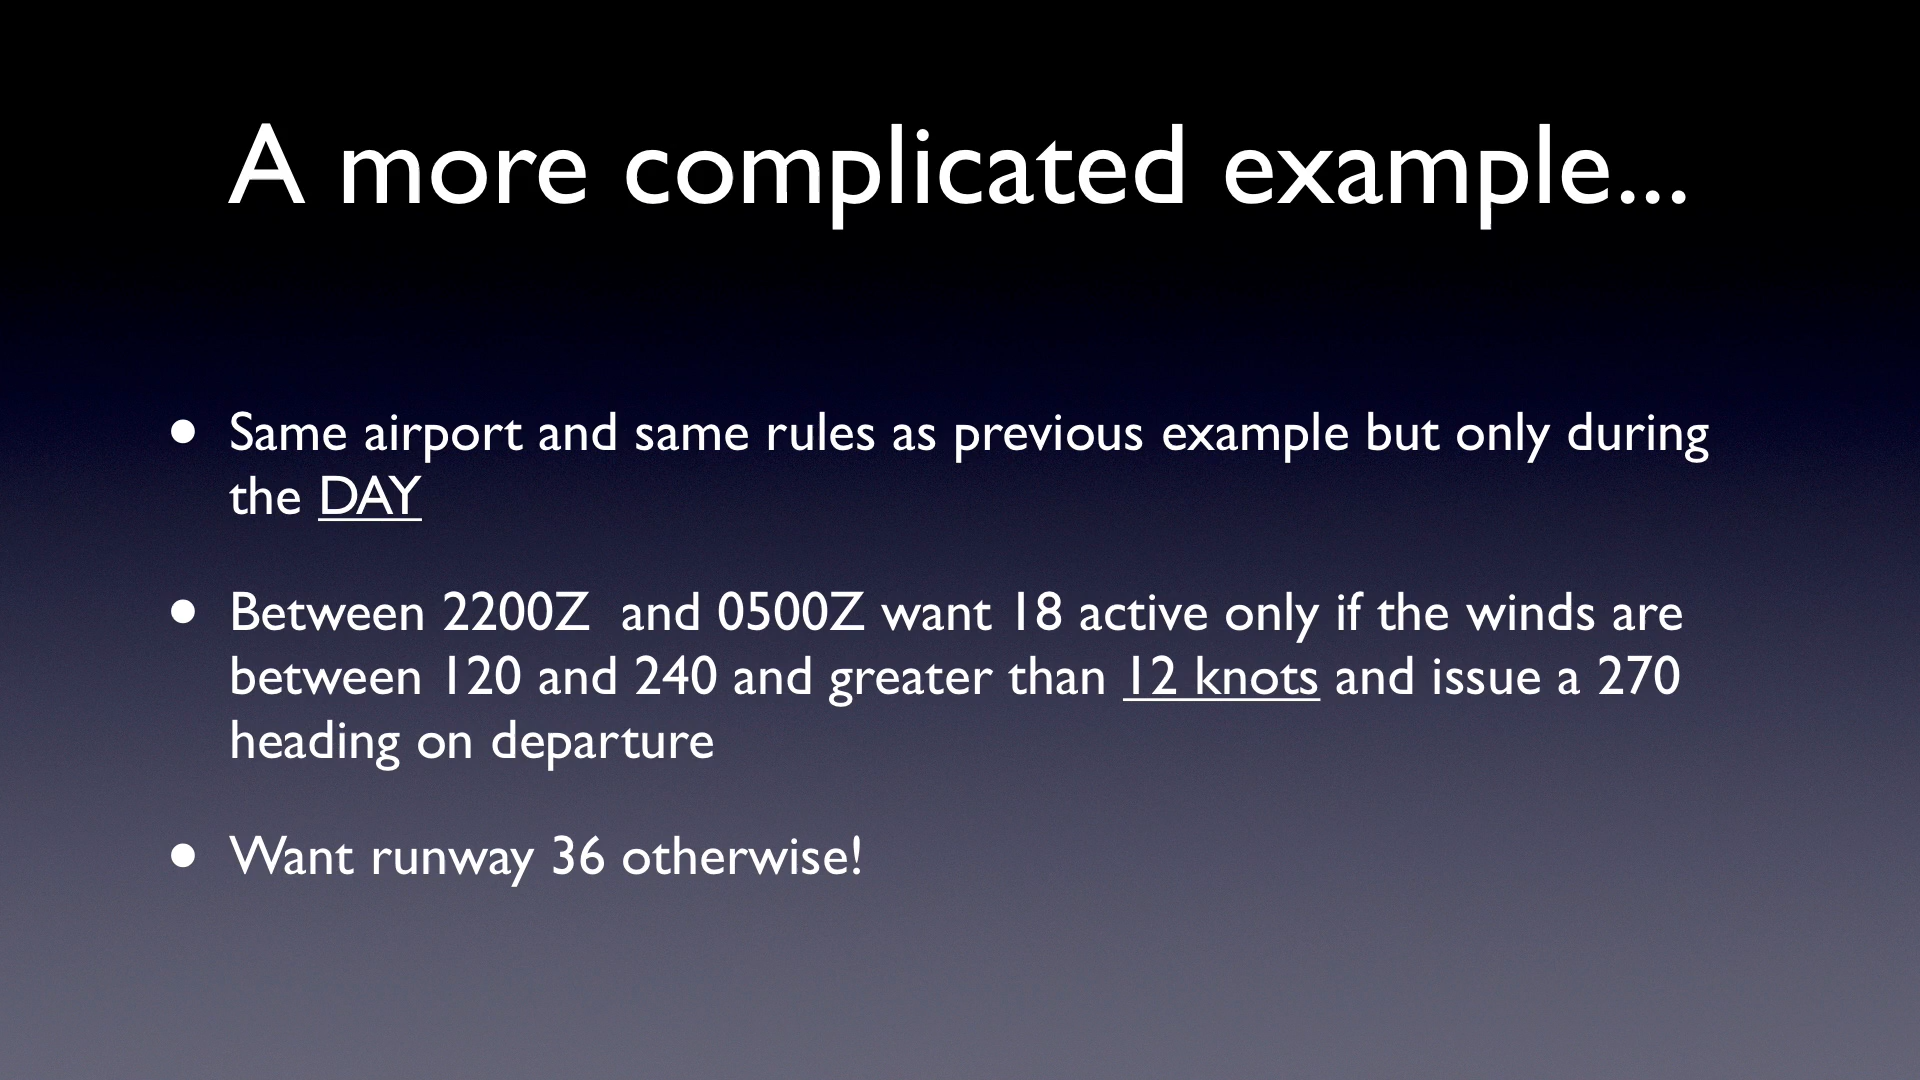 A more complicated example...
• Same airport and same rules as previous example but only during
the DAY
• Between 2200Z  and 0500Z want 18 active only if the winds are
between 120 and 240 and greater than 12 knots and issue a 270
heading on departure
• Want runway 36 otherwise!